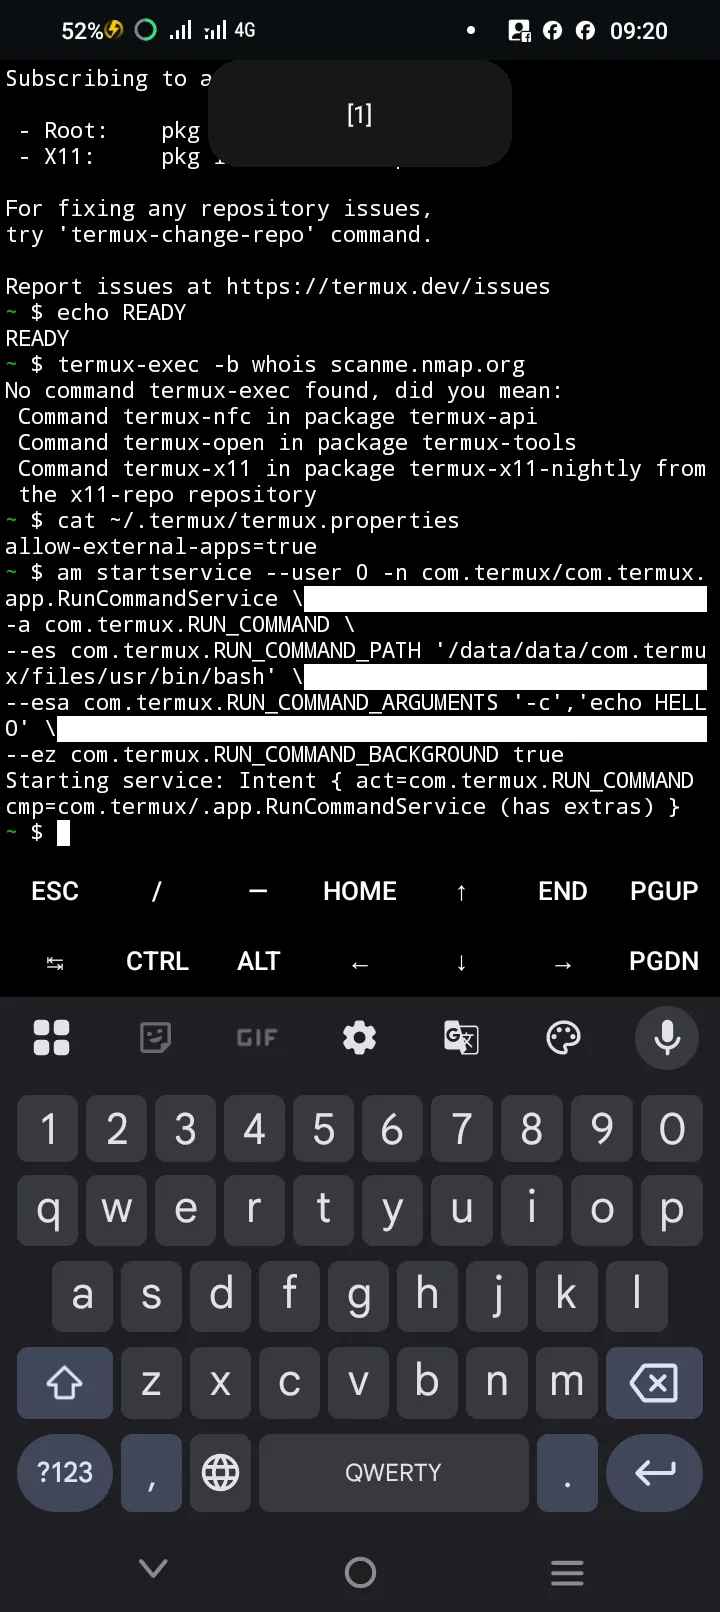 52% 4G 09:20
Subscribing to a
[1]
- Root: pkg
- X11: pkg
For fixing any repository issues,
try 'termux-change-repo' command.
Report issues at https://termux.dev/issues
~ $ echo READY
READY
~ $ termux-exec -b whois scanme.nmap.org
No command termux-exec found, did you mean:
Command termux-nfc in package termux-api
Command termux-open in package termux-tools
Command termux-x11 in package termux-x11-nightly from
the x11-repo repository
~ $ cat ~/.termux/termux.properties
allow-external-apps=true
~ $ am startservice --user 0 -n com.termux/com.termux.
app.RunCommandService \
-a com.termux.RUN_COMMAND \
--es com.termux.RUN_COMMAND_PATH '/data/data/com.termu
x/files/usr/bin/bash' \
--esa com.termux.RUN_COMMAND_ARGUMENTS '-c','echo HELL
O' \
--ez com.termux.RUN_COMMAND_BACKGROUND true
Starting service: Intent { act=com.termux.RUN_COMMAND
cmp=com.termux/.app.RunCommandService (has extras) }
~ $
ESC / — HOME ↑ END PGUP
↹ CTRL ALT ← ↓ → PGDN
GIF
1 2 3 4 5 6 7 8 9 0
q w e r t y u i o p
a s d f g h j k l
z x c v b n m
?123 , QWERTY .